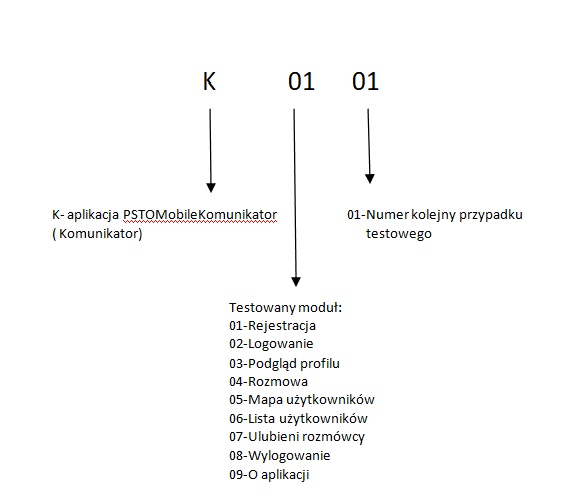 K 01 01
K- aplikacja PSTOMobileKomunikator
( Komunikator)
01-Numer kolejny przypadku
testowego
Testowany moduł:
01-Rejestracja
02-Logowanie
03-Podgląd profilu
04-Rozmowa
05-Mapa użytkowników
06-Lista użytkowników
07-Ulubieni rozmówcy
08-Wylogowanie
09-O aplikacji